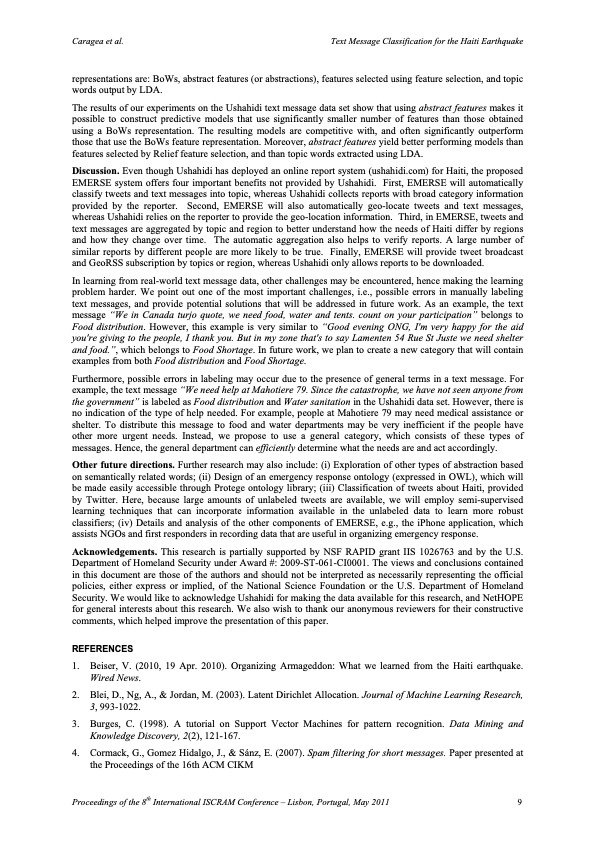 Caragea et al. Text Message Classification for the Haiti Earthquake
representations are: BoWs, abstract features (or abstractions), features selected using feature selection, and topic
words output by LDA.
The results of our experiments on the Ushahidi text message data set show that using abstract features makes it
possible to construct predictive models that use significantly smaller number of features than those obtained
using a BoWs representation. The resulting models are competitive with, and often significantly outperform
those that use the BoWs feature representation. Moreover, abstract features yield better performing models than
features selected by Relief feature selection, and than topic words extracted using LDA.
Discussion. Even though Ushahidi has deployed an online report system (ushahidi.com) for Haiti, the proposed
EMERSE system offers four important benefits not provided by Ushahidi. First, EMERSE will automatically
classify tweets and text messages into topic, whereas Ushahidi collects reports with broad category information
provided by the reporter. Second, EMERSE will also automatically geo-locate tweets and text messages,
whereas Ushahidi relies on the reporter to provide the geo-location information. Third, in EMERSE, tweets and
text messages are aggregated by topic and region to better understand how the needs of Haiti differ by regions
and how they change over time. The automatic aggregation also helps to verify reports. A large number of
similar reports by different people are more likely to be true. Finally, EMERSE will provide tweet broadcast
and GeoRSS subscription by topics or region, whereas Ushahidi only allows reports to be downloaded.
In learning from real-world text message data, other challenges may be encountered, hence making the learning
problem harder. We point out one of the most important challenges, i.e., possible errors in manually labeling
text messages, and provide potential solutions that will be addressed in future work. As an example, the text
message “We in Canada turjo quote, we need food, water and tents. count on your participation” belongs to
Food distribution. However, this example is very similar to “Good evening ONG, I'm very happy for the aid
you're giving to the people, I thank you. But in my zone that's to say Lamenten 54 Rue St Juste we need shelter
and food.”, which belongs to Food Shortage. In future work, we plan to create a new category that will contain
examples from both Food distribution and Food Shortage.
Furthermore, possible errors in labeling may occur due to the presence of general terms in a text message. For
example, the text message “We need help at Mahotiere 79. Since the catastrophe, we have not seen anyone from
the government” is labeled as Food distribution and Water sanitation in the Ushahidi data set. However, there is
no indication of the type of help needed. For example, people at Mahotiere 79 may need medical assistance or
shelter. To distribute this message to food and water departments may be very inefficient if the people have
other more urgent needs. Instead, we propose to use a general category, which consists of these types of
messages. Hence, the general department can efficiently determine what the needs are and act accordingly.
Other future directions. Further research may also include: (i) Exploration of other types of abstraction based
on semantically related words; (ii) Design of an emergency response ontology (expressed in OWL), which will
be made easily accessible through Protege ontology library; (iii) Classification of tweets about Haiti, provided
by Twitter. Here, because large amounts of unlabeled tweets are available, we will employ semi-supervised
learning techniques that can incorporate information available in the unlabeled data to learn more robust
classifiers; (iv) Details and analysis of the other components of EMERSE, e.g., the iPhone application, which
assists NGOs and first responders in recording data that are useful in organizing emergency response.
Acknowledgements. This research is partially supported by NSF RAPID grant IIS 1026763 and by the U.S.
Department of Homeland Security under Award #: 2009-ST-061-CI0001. The views and conclusions contained
in this document are those of the authors and should not be interpreted as necessarily representing the official
policies, either express or implied, of the National Science Foundation or the U.S. Department of Homeland
Security. We would like to acknowledge Ushahidi for making the data available for this research, and NetHOPE
for general interests about this research. We also wish to thank our anonymous reviewers for their constructive
comments, which helped improve the presentation of this paper.
REFERENCES
1. Beiser, V. (2010, 19 Apr. 2010). Organizing Armageddon: What we learned from the Haiti earthquake.
Wired News.
2. Blei, D., Ng, A., & Jordan, M. (2003). Latent Dirichlet Allocation. Journal of Machine Learning Research,
3, 993-1022.
3. Burges, C. (1998). A tutorial on Support Vector Machines for pattern recognition. Data Mining and
Knowledge Discovery, 2(2), 121-167.
4. Cormack, G., Gomez Hidalgo, J., & Sánz, E. (2007). Spam filtering for short messages. Paper presented at
the Proceedings of the 16th ACM CIKM
Proceedings of the 8th International ISCRAM Conference – Lisbon, Portugal, May 2011 9